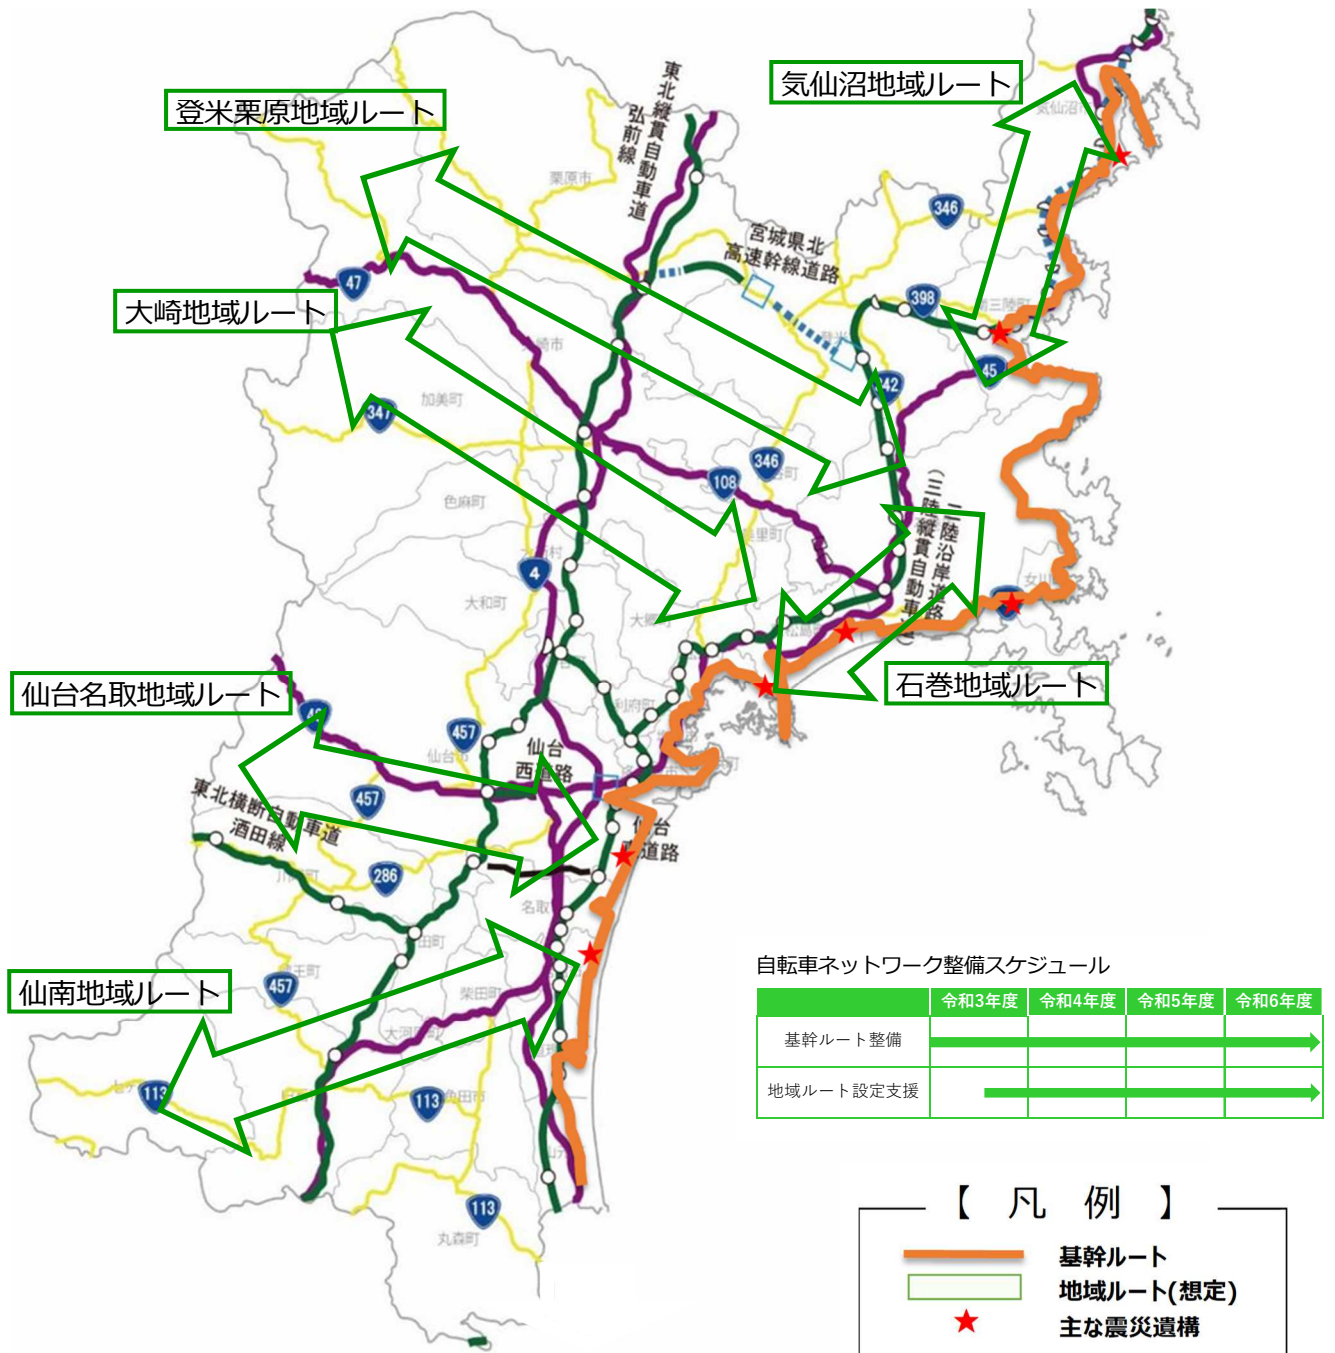 気仙沼地域ルート
登米栗原地域ルート
東北縦貫自動車道
弘前線
栗原市
346
宮城県北
高速幹線道路
47
398
大崎地域ルート
45
加美町
347
346
108
色麻町
4
大和町
三陸沿岸道路
(三陸縦貫自動車道)
石巻地域ルート
仙台名取地域ルート
利府町
457
仙台
西道路
457
東北横断自動車道
酒田線
仙台
286
仙南地域ルート
457
柴田町
113
113
113
丸森町
自転車ネットワーク整備スケジュール
令和3年度 令和4年度 令和5年度 令和6年度
基幹ルート整備
地域ルート設定支援
【 凡 例 】
基幹ルート
地域ルート(想定)
主な震災遺構